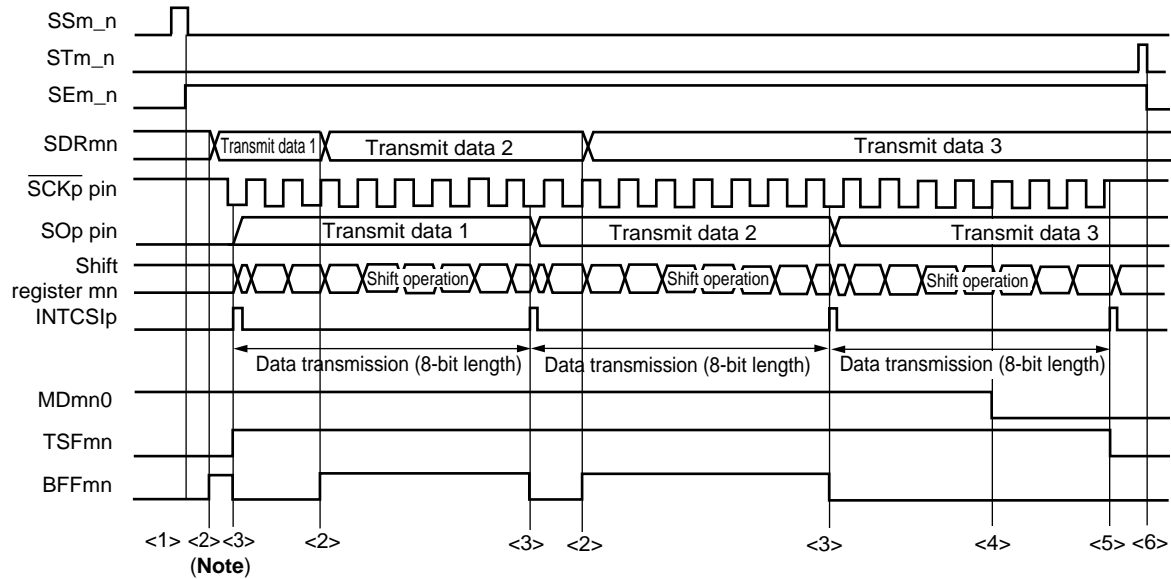 SSm_n
STm_n
SEm_n
SDRmn Transmit data 1 Transmit data 2 Transmit data 3
SCKp pin
SOp pin Transmit data 1 Transmit data 2 Transmit data 3
Shift
register mn Shift operation Shift operation Shift operation
INTCSIp
Data transmission (8-bit length) Data transmission (8-bit length) Data transmission (8-bit length)
MDmn0
TSFmn
BFFmn
<1> <2> <3> <2> <3> <2> <3> <4> <5> <6>
(Note)